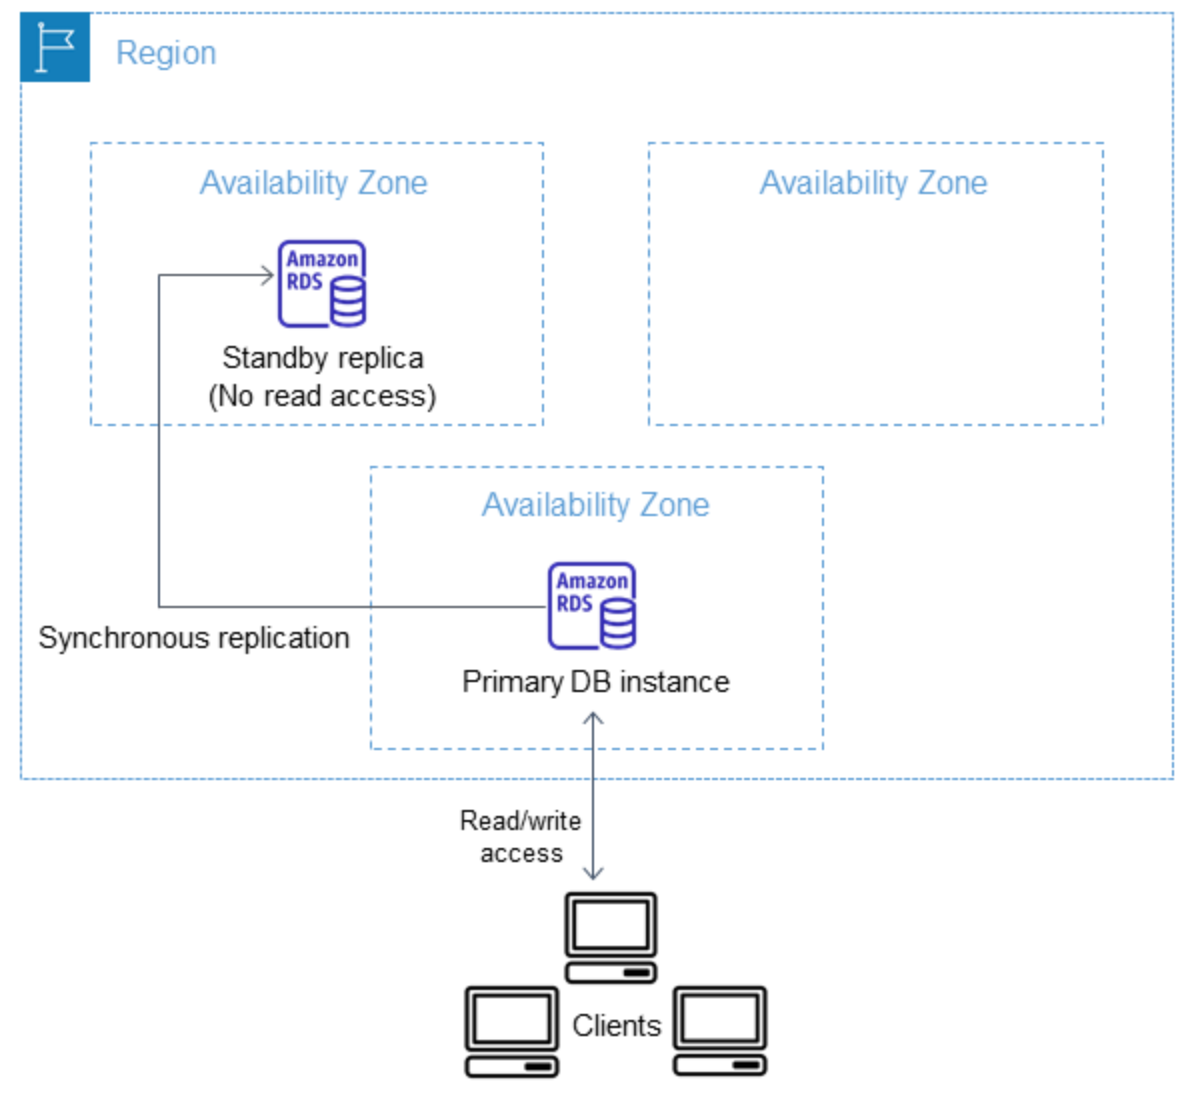 Region
Availability Zone
Availability Zone
Amazon
RDS
Standby replica
(No read access)
Availability Zone
Amazon
RDS
Synchronous replication
Primary DB instance
Read/write
access
Clients